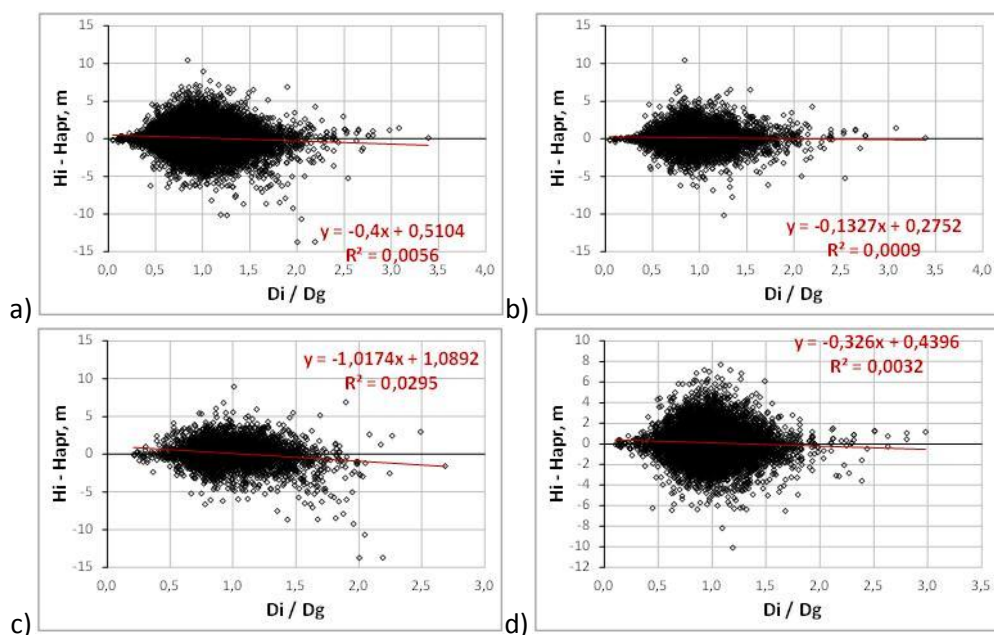 15
10
5
0
-5
-10
-15
Hi - Hapr, m
y = -0,4x + 0,5104
R² = 0,0056
0,0 0,5 1,0 1,5 2,0 2,5 3,0 3,5 4,0
Di / Dg
a)
15
10
5
0
-5
-10
-15
Hi - Hapr, m
y = -0,1327x + 0,2752
R² = 0,0009
0,0 0,5 1,0 1,5 2,0 2,5 3,0 3,5 4,0
Di / Dg
b)
15
10
5
0
-5
-10
-15
Hi - Hapr, m
y = -1,0174x + 1,0892
R² = 0,0295
0,0 0,5 1,0 1,5 2,0 2,5 3,0
Di / Dg
c)
10
8
6
4
2
0
-2
-4
-6
-8
-10
-12
Hi - Hapr, m
y = -0,326x + 0,4396
R² = 0,0032
0,0 0,5 1,0 1,5 2,0 2,5 3,0 3,5
Di / Dg
d)